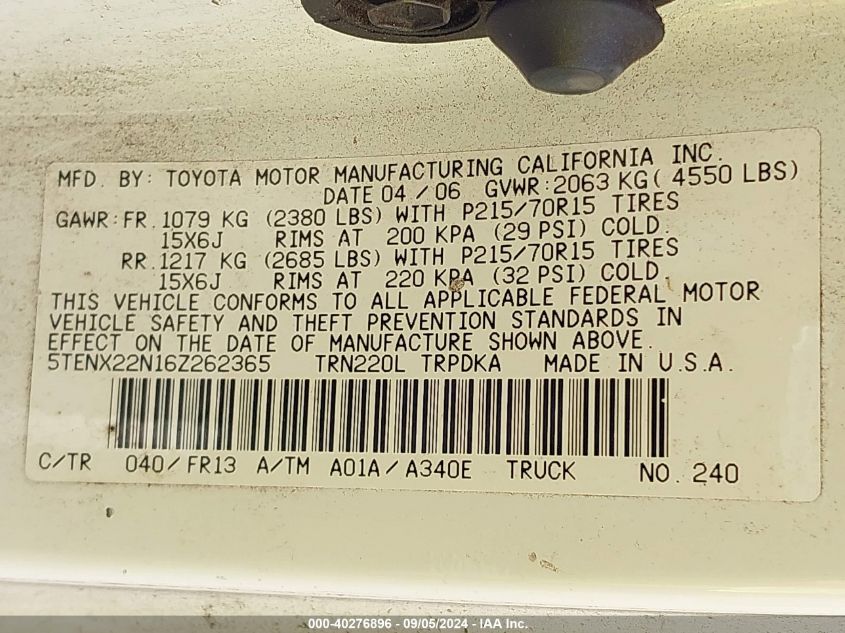 MFD. BY: TOYOTA MOTOR MANUFACTURING CALIFORNIA INC.
DATE 04 / 06 GVWR: 2063 KG ( 4550 LBS)
GAWR: FR. 1079 KG (2380 LBS) WITH P215/70R15 TIRES
15X6J RIMS AT 200 KPA (29 PSI) COLD.
RR. 1217 KG (2685 LBS) WITH P215/70R15 TIRES
15X6J RIMS AT 220 KPA (32 PSI) COLD.
THIS VEHICLE CONFORMS TO ALL APPLICABLE FEDERAL MOTOR
VEHICLE SAFETY AND THEFT PREVENTION STANDARDS IN
EFFECT ON THE DATE OF MANUFACTURE SHOWN ABOVE.
5TENX22N16Z262365 TRN220L TRPDKA MADE IN U.S.A.
C/TR 040/FR13 A/TM A01A/A340E TRUCK NO. 240
000-40276896 - 09/05/2024 - IAA Inc.